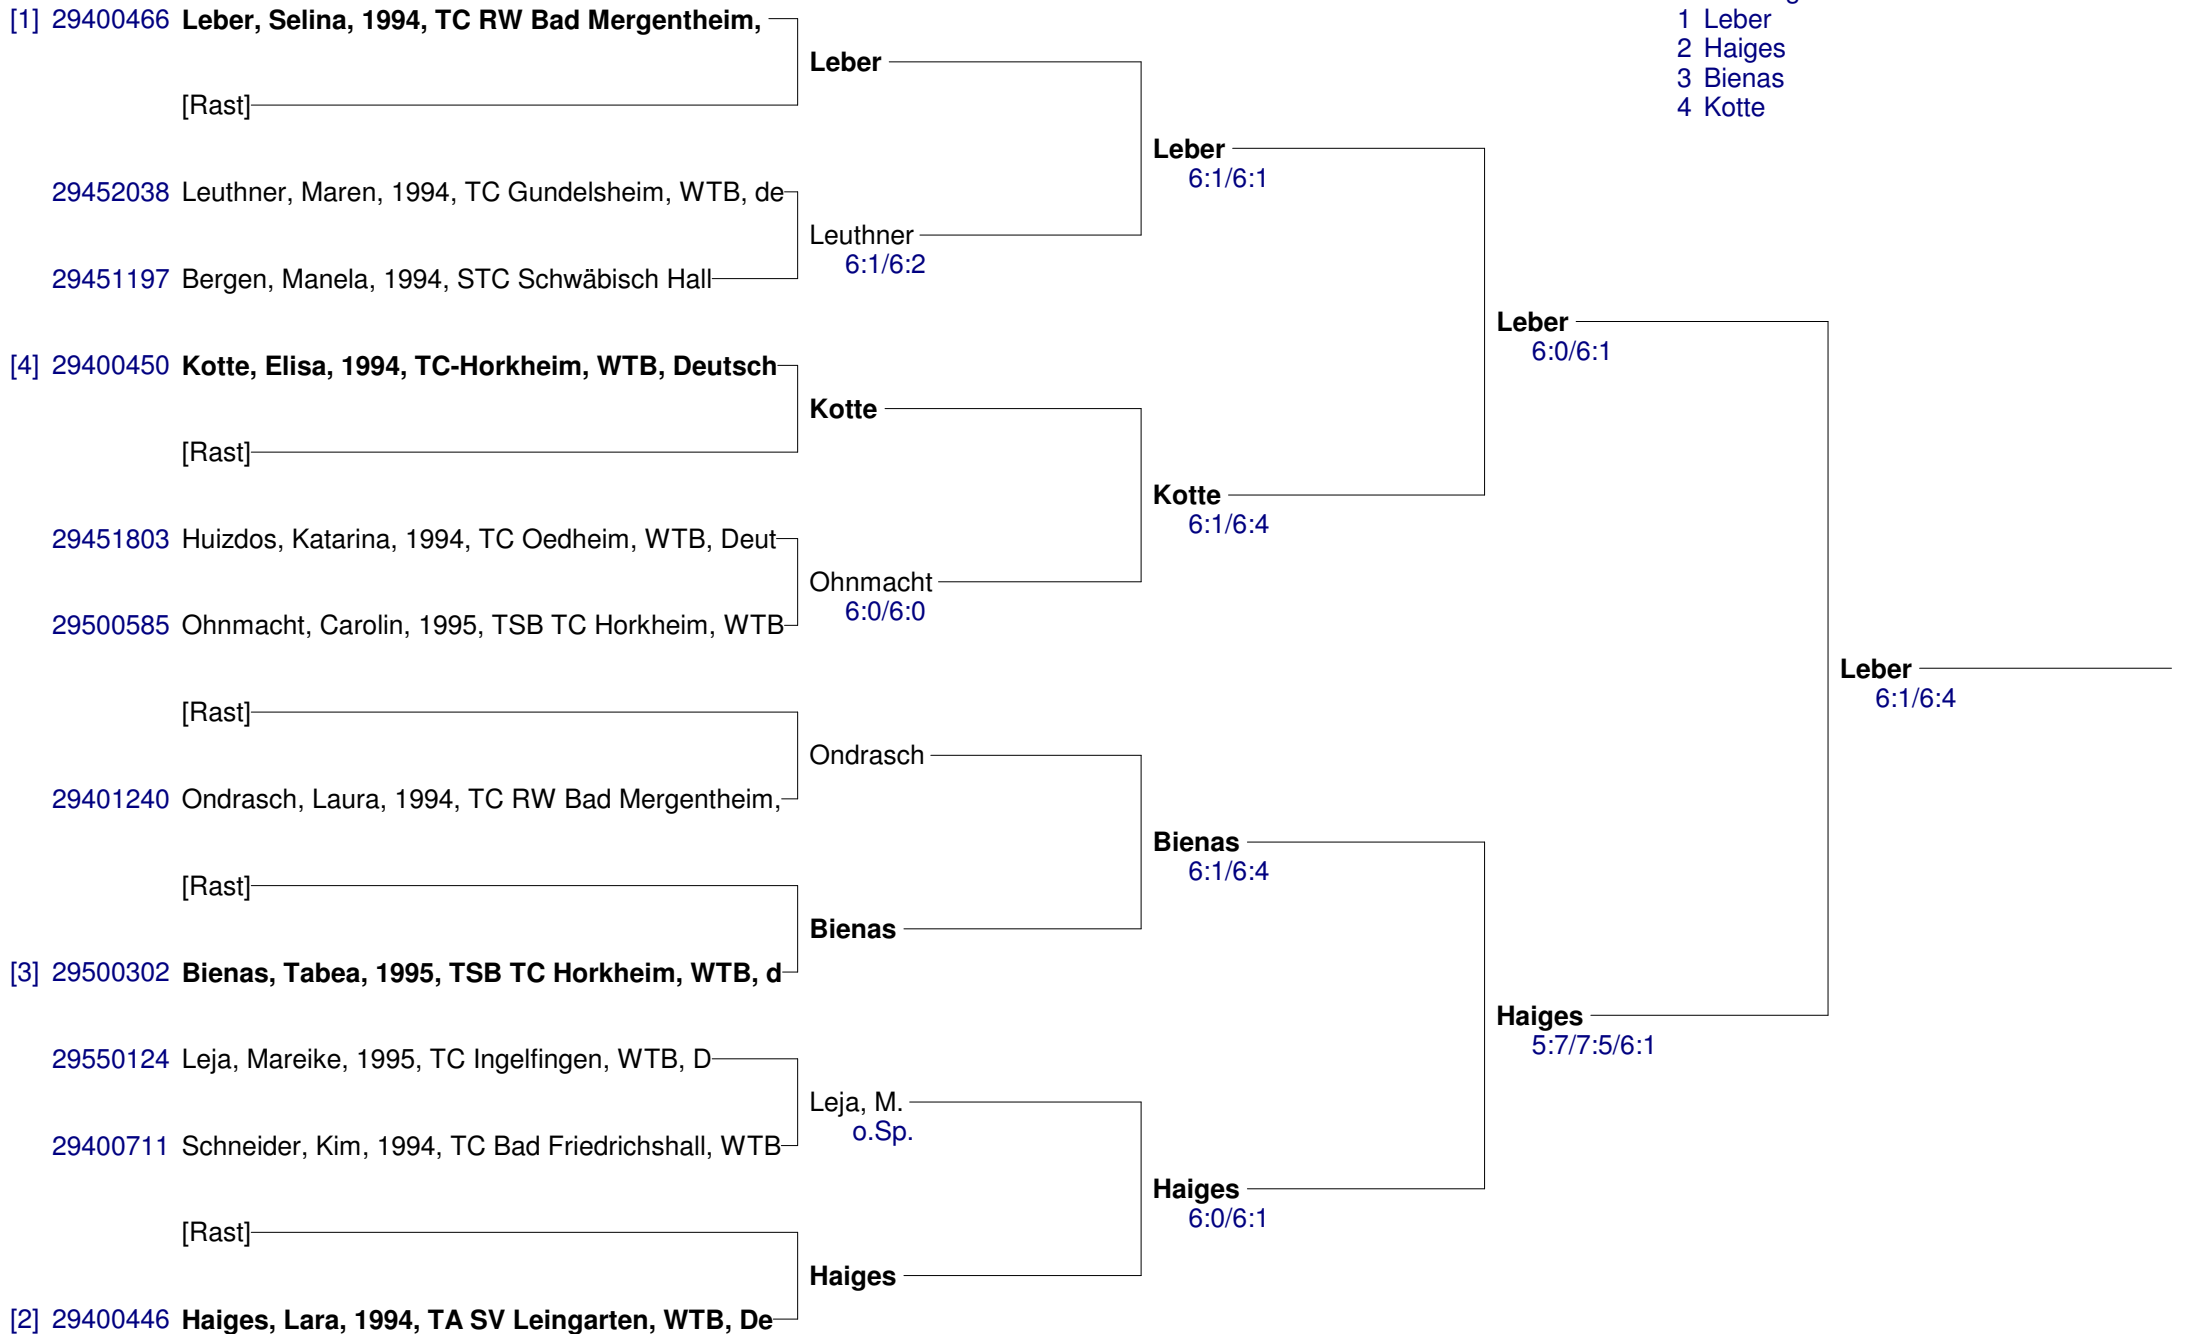 [1] 29400466 Leber, Selina, 1994, TC RW Bad Mergentheim,
1 Leber
2 Haiges
3 Bienas
4 Kotte
Leber
[Rast]
Leber
6:1/6:1
29452038 Leuthner, Maren, 1994, TC Gundelsheim, WTB, de
Leuthner
6:1/6:2
29451197 Bergen, Manela, 1994, STC Schwäbisch Hall
Leber
6:0/6:1
[4] 29400450 Kotte, Elisa, 1994, TC-Horkheim, WTB, Deutsch
Kotte
[Rast]
Kotte
6:1/6:4
29451803 Huizdos, Katarina, 1994, TC Oedheim, WTB, Deut
Ohnmacht
6:0/6:0
29500585 Ohnmacht, Carolin, 1995, TSB TC Horkheim, WTB
Leber
6:1/6:4
[Rast]
Ondrasch
29401240 Ondrasch, Laura, 1994, TC RW Bad Mergentheim,
Bienas
6:1/6:4
[Rast]
Bienas
[3] 29500302 Bienas, Tabea, 1995, TSB TC Horkheim, WTB, d
Haiges
5:7/7:5/6:1
29550124 Leja, Mareike, 1995, TC Ingelfingen, WTB, D
Leja, M.
o.Sp.
29400711 Schneider, Kim, 1994, TC Bad Friedrichshall, WTB
Haiges
6:0/6:1
[Rast]
Haiges
[2] 29400446 Haiges, Lara, 1994, TA SV Leingarten, WTB, De